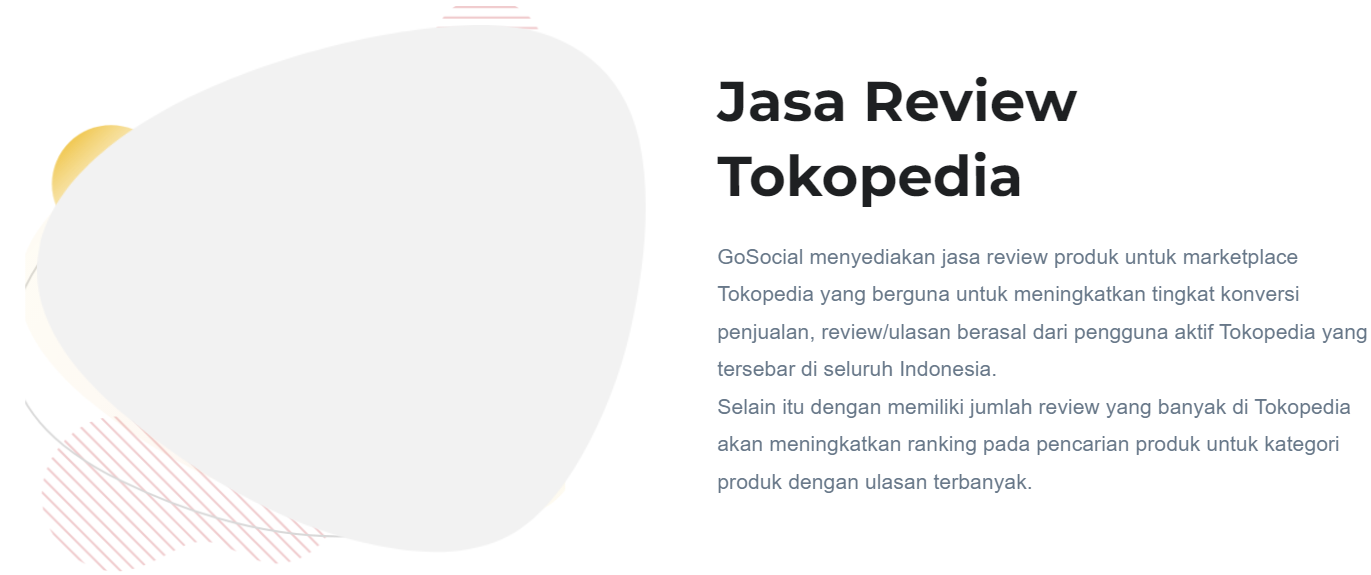 Jasa Review
Tokopedia
GoSocial menyediakan jasa review produk untuk marketplace
Tokopedia yang berguna untuk meningkatkan tingkat konversi
penjualan, review/ulasan berasal dari pengguna aktif Tokopedia yang
tersebar di seluruh Indonesia.
Selain itu dengan memiliki jumlah review yang banyak di Tokopedia
akan meningkatkan ranking pada pencarian produk untuk kategori
produk dengan ulasan terbanyak.